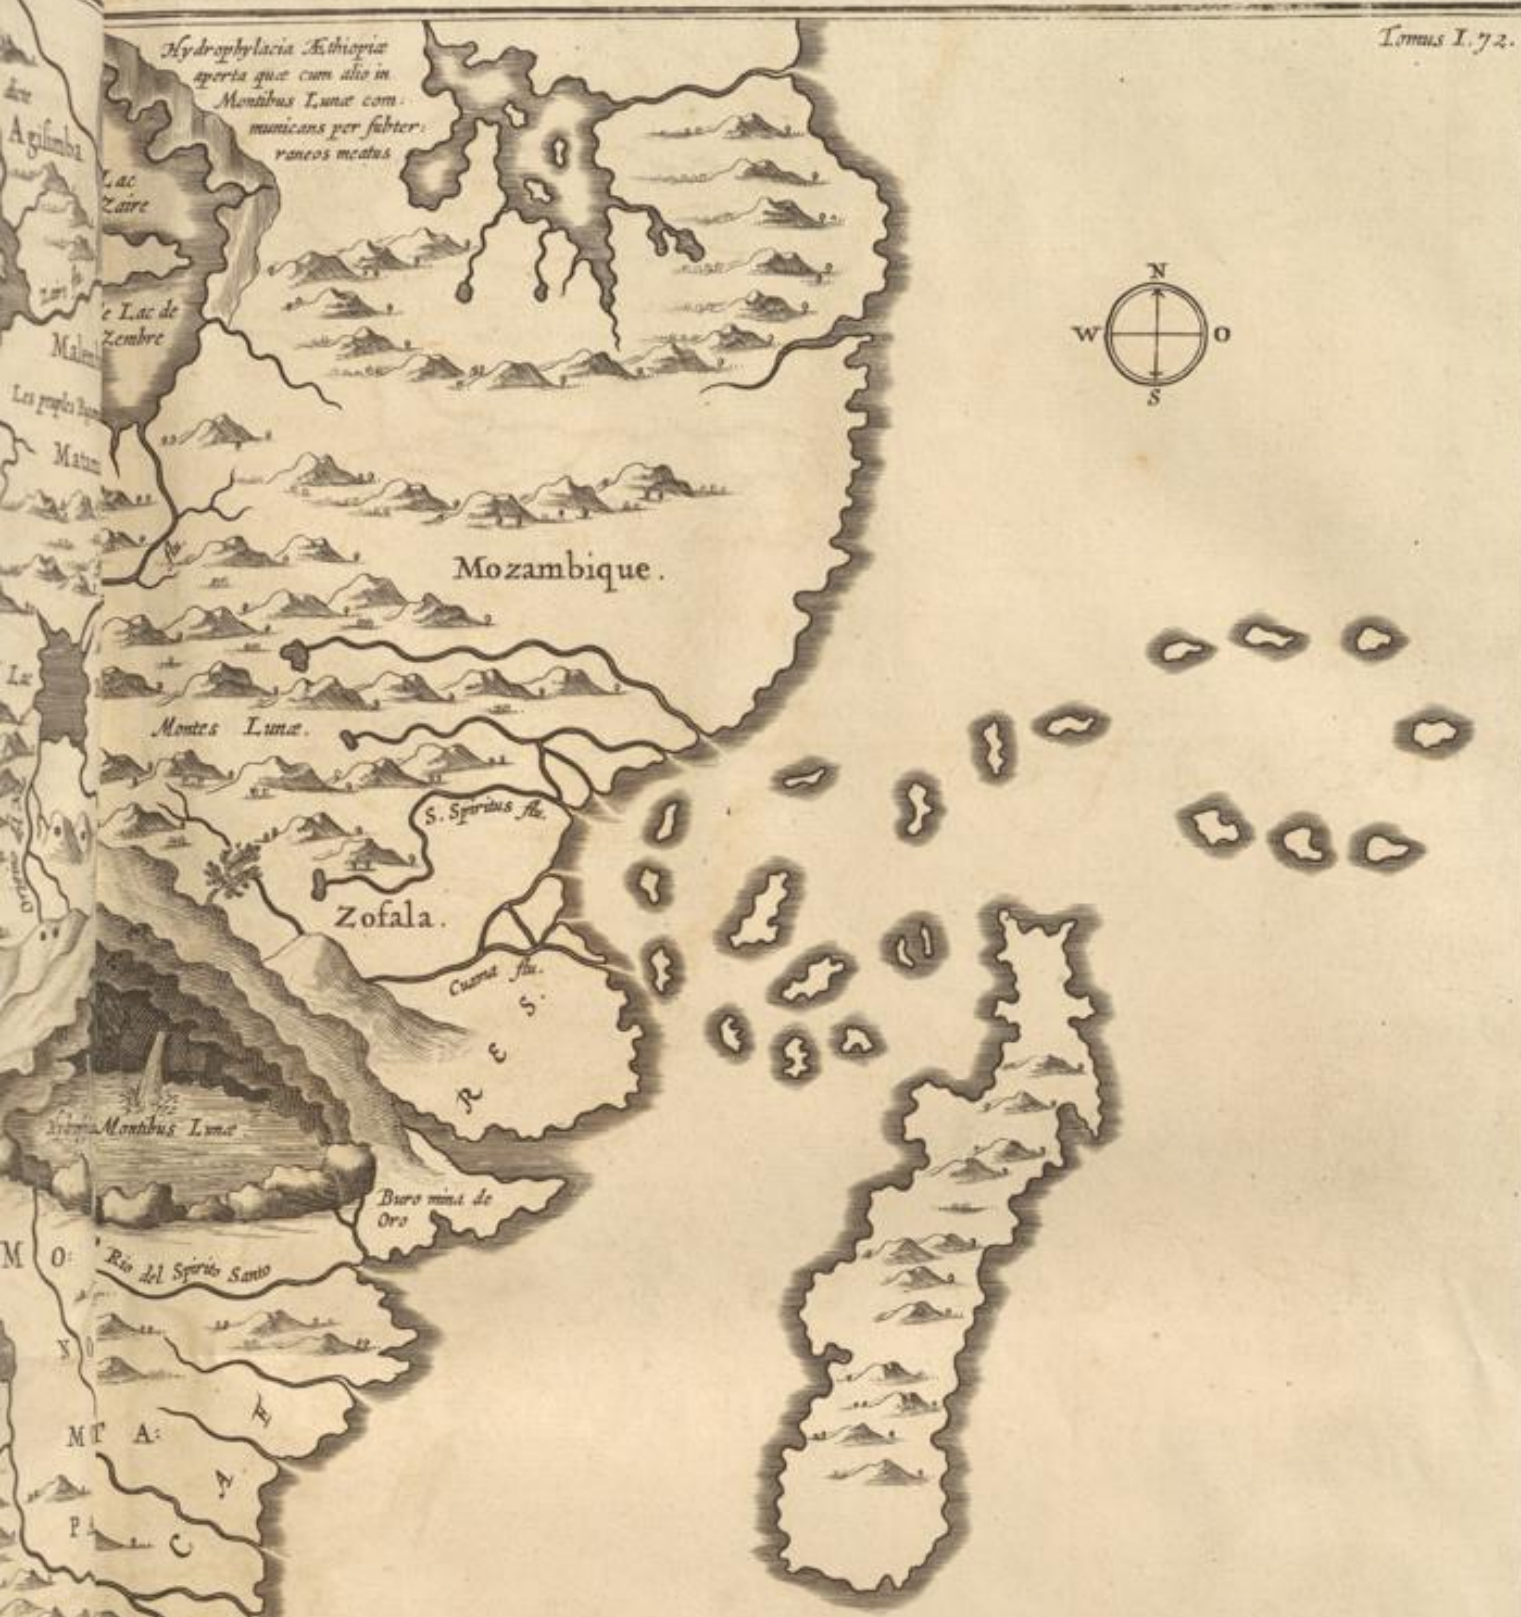 Tomus I. 72.
Hydrophylacia Æthiopiæ
aperta quæ cum alio in
Montibus Lunæ com:
municans per subter:
raneos meatus
Agisimba
Lac
Zaire
Lac de
Zembre
Les peuples
N
W O
S
Mozambique.
Montes Lunæ.
S. Spiritus flu.
Zofala.
Cuama flu.
R E S.
Montibus Lunæ
Buro mina de
Oro
M O:
Rio del Spirito Santo
N O
M T A:
P A
C A F